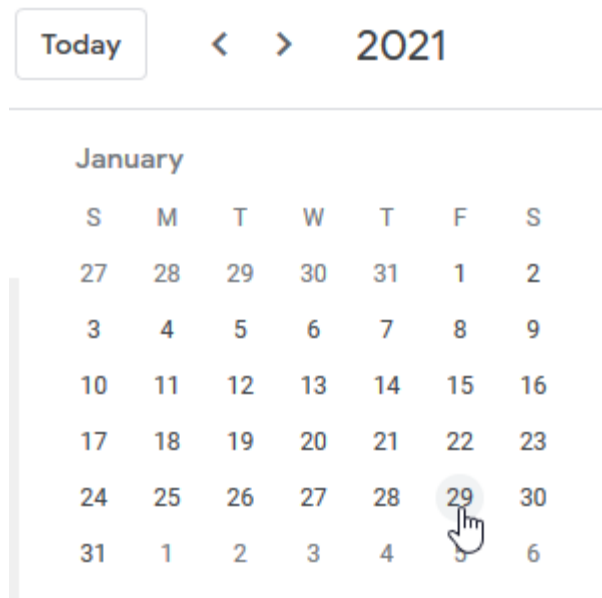 Today < > 2021
January
S M T W T F S
27 28 29 30 31 1 2
3 4 5 6 7 8 9
10 11 12 13 14 15 16
17 18 19 20 21 22 23
24 25 26 27 28 29 30
31 1 2 3 4 5 6